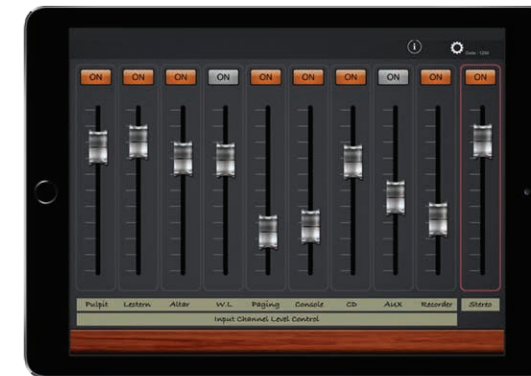 ON ON ON ON ON ON ON ON ON ON
Pulpit Lectern Altar W.L Paging Console CD AUX Recorder Stereo
Input Channel Level Control